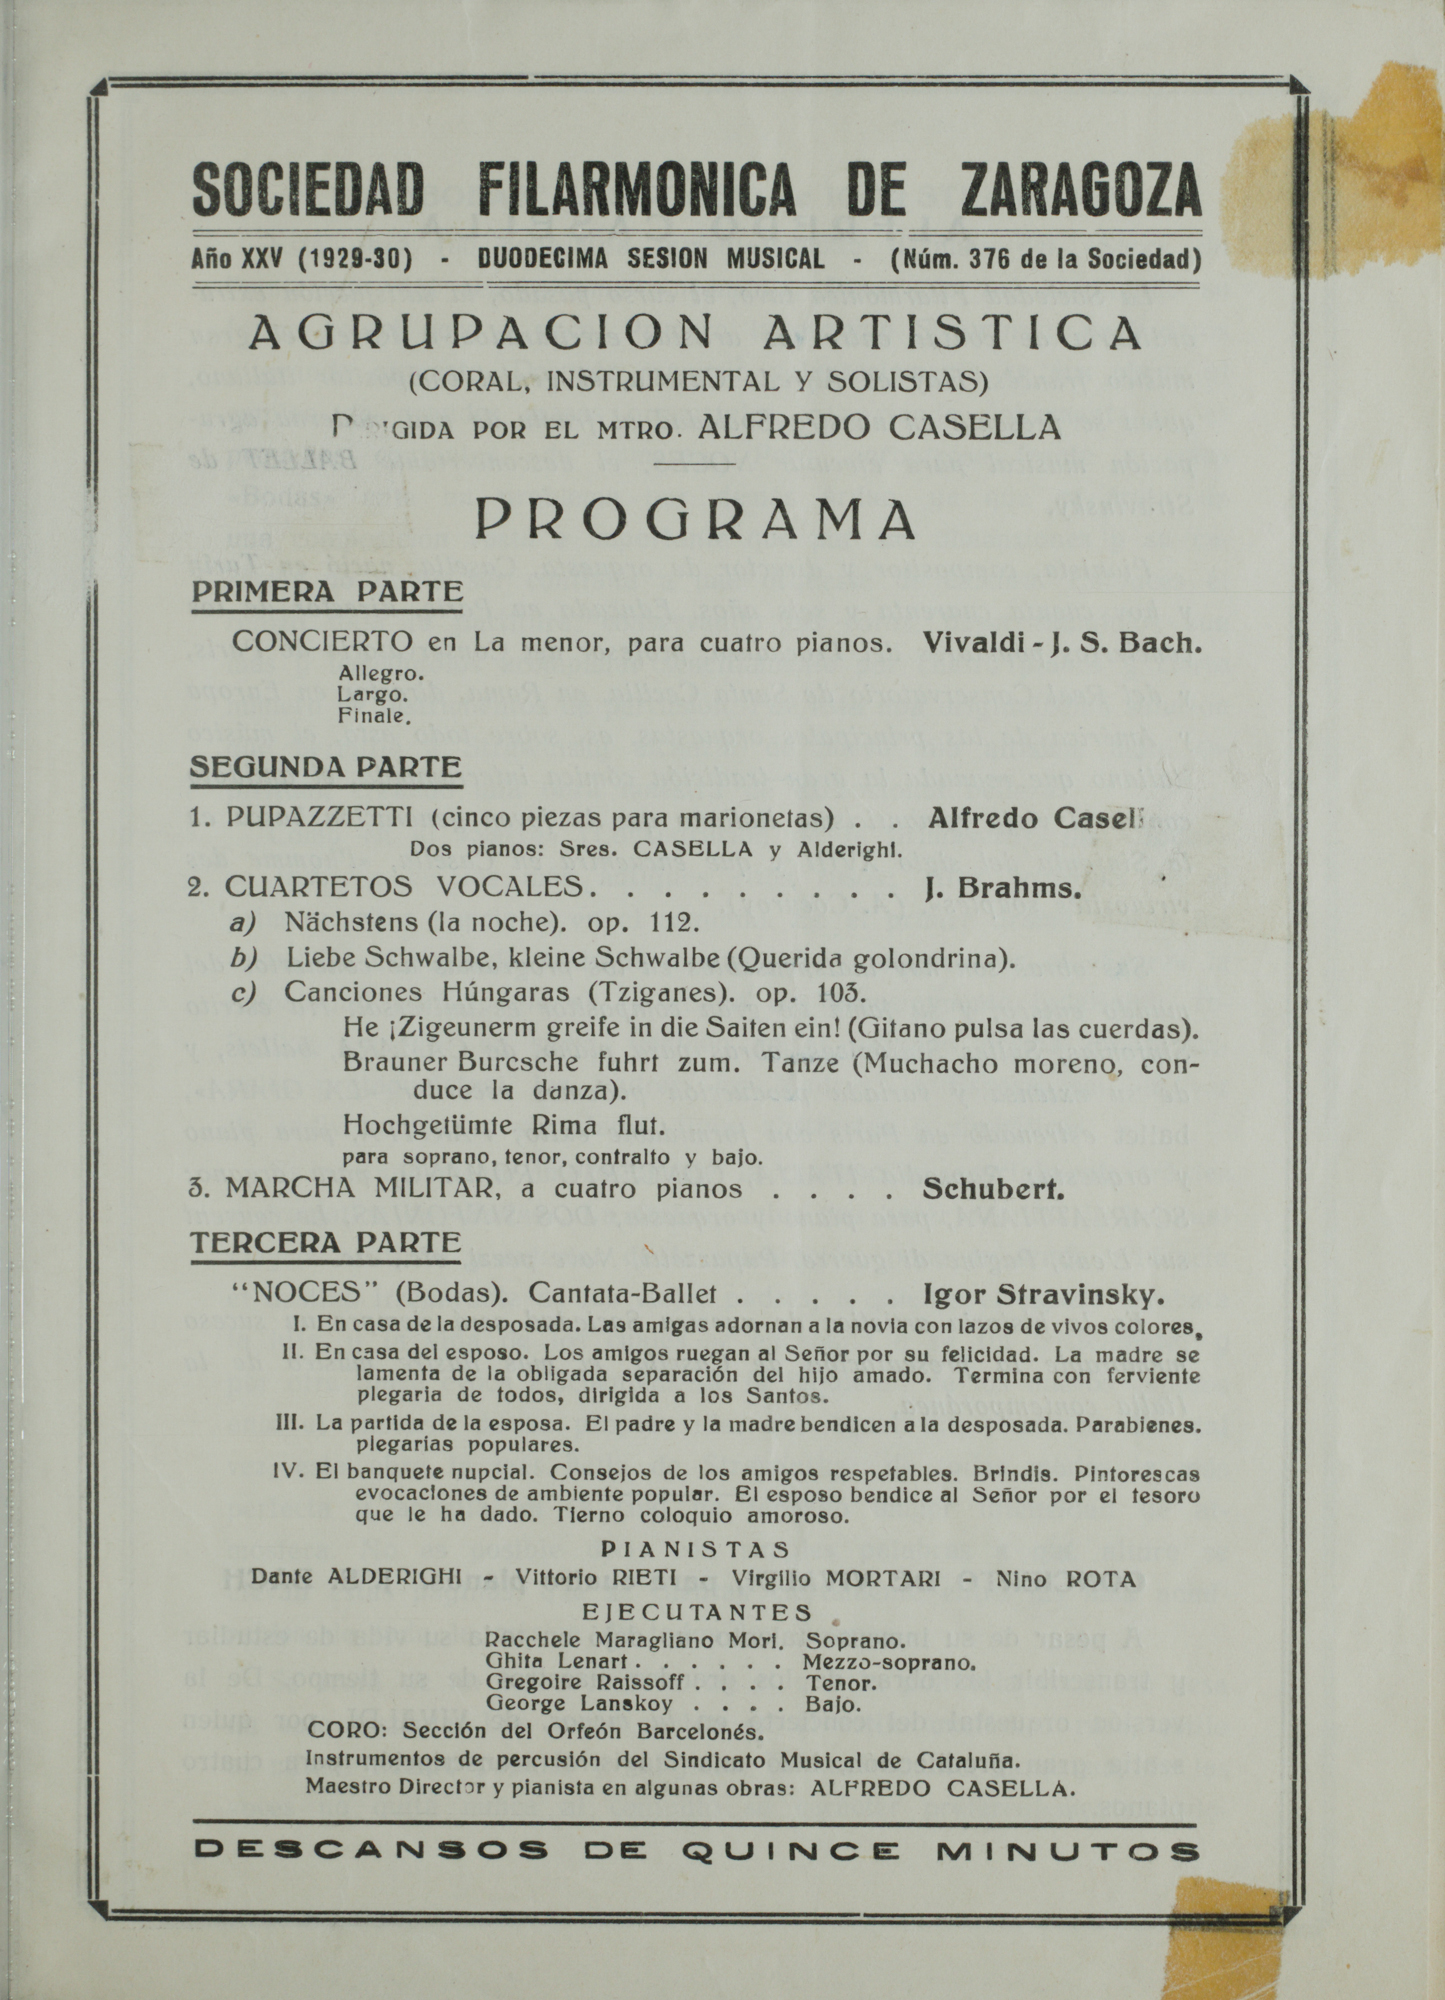 SOCIEDAD FILARMONICA DE ZARAGOZA
Año XXV (1929-30) - DUODECIMA SESION MUSICAL - (Núm. 376 de la Sociedad)
AGRUPACION ARTISTICA
(CORAL, INSTRUMENTAL Y SOLISTAS)
DIRIGIDA POR EL MTRO. ALFREDO CASELLA
PROGRAMA
PRIMERA PARTE
CONCIERTO en La menor, para cuatro pianos. Vivaldi - J. S. Bach.
Allegro.
Largo.
Finale.
SEGUNDA PARTE
1. PUPAZZETTI (cinco piezas para marionetas) . . Alfredo Casell
Dos pianos: Sres. CASELLA y Alderighi.
2. CUARTETOS VOCALES. . . . . . . . . J. Brahms.
a) Nächstens (la noche). op. 112.
b) Liebe Schwalbe, kleine Schwalbe (Querida golondrina).
c) Canciones Húngaras (Tziganes). op. 103.
He ¡Zigeunerm greife in die Saiten ein! (Gitano pulsa las cuerdas).
Brauner Burcsche fuhrt zum. Tanze (Muchacho moreno, con-
duce la danza).
Hochgetümte Rima flut.
para soprano, tenor, contralto y bajo.
3. MARCHA MILITAR, a cuatro pianos . . . . Schubert.
TERCERA PARTE
“NOCES” (Bodas). Cantata-Ballet . . . . . Igor Stravinsky.
I. En casa de la desposada. Las amigas adornan a la novia con lazos de vivos colores.
II. En casa del esposo. Los amigos ruegan al Señor por su felicidad. La madre se
lamenta de la obligada separación del hijo amado. Termina con ferviente
plegaria de todos, dirigida a los Santos.
III. La partida de la esposa. El padre y la madre bendicen a la desposada. Parabienes.
plegarias populares.
IV. El banquete nupcial. Consejos de los amigos respetables. Brindis. Pintorescas
evocaciones de ambiente popular. El esposo bendice al Señor por el tesoro
que le ha dado. Tierno coloquio amoroso.
PIANISTAS
Dante ALDERIGHI - Vittorio RIETI - Virgilio MORTARI - Nino ROTA
EJECUTANTES
Racchele Maragliano Mori. Soprano.
Ghita Lenart . . . . . . Mezzo-soprano.
Gregoire Raissoff . . . . Tenor.
George Lanskoy . . . . Bajo.
CORO: Sección del Orfeón Barcelonés.
Instrumentos de percusión del Sindicato Musical de Cataluña.
Maestro Director y pianista en algunas obras: ALFREDO CASELLA.
DESCANSOS DE QUINCE MINUTOS